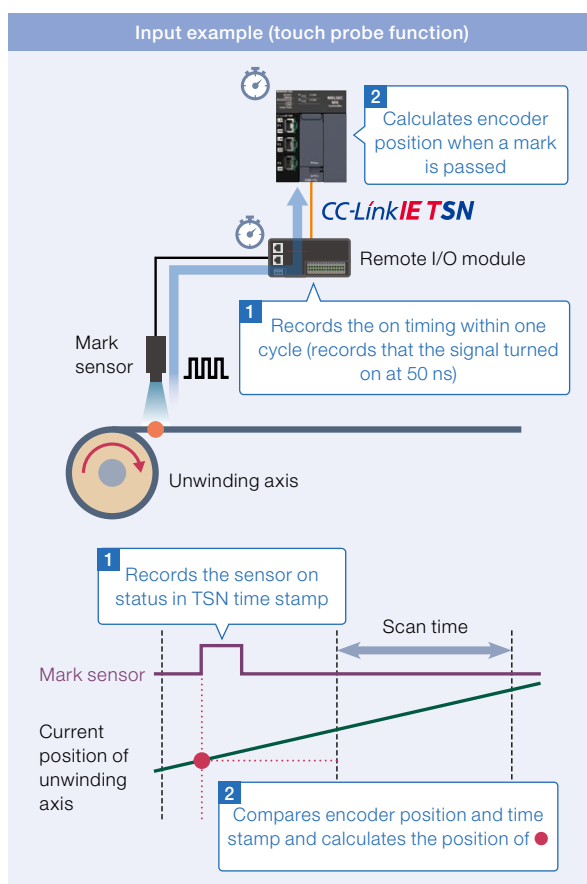 Input example (touch probe function)
2
Calculates encoder
position when a mark
is passed
CC-Link IE TSN
Remote I/O module
1
Records the on timing within one
cycle (records that the signal turned
on at 50 ns)
Mark
sensor
Unwinding axis
1
Records the sensor on
status in TSN time stamp
Scan time
Mark sensor
Current
position of
unwinding
axis
2
Compares encoder position and time
stamp and calculates the position of